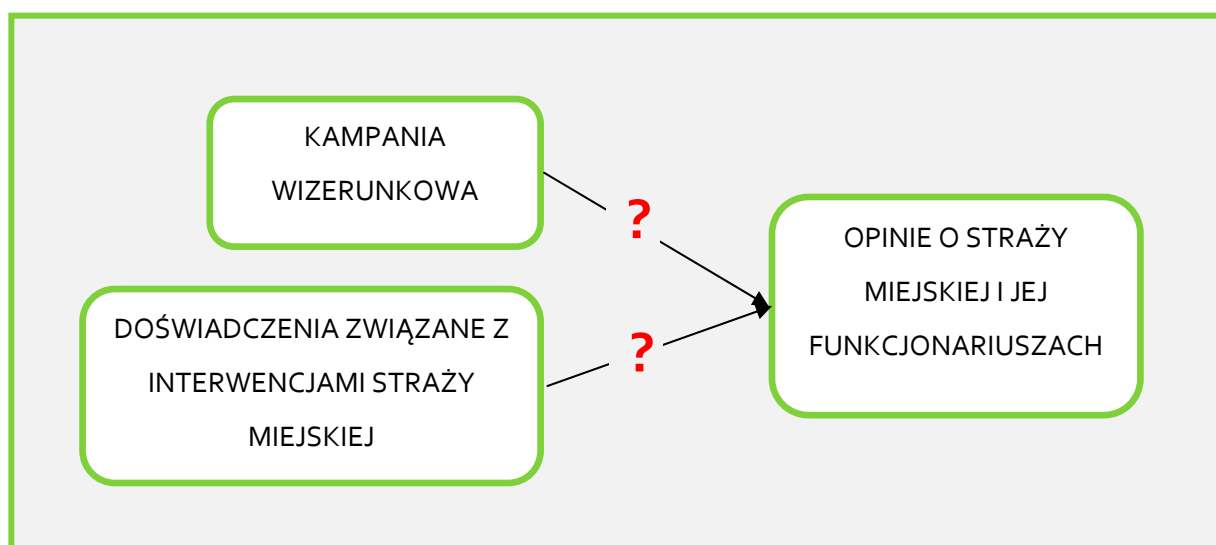 KAMPANIA
WIZERUNKOWA
?
OPINIE O STRAŻY
MIEJSKIEJ I JEJ
FUNKCJONARIUSZACH
DOŚWIADCZENIA ZWIĄZANE Z
INTERWENCJAMI STRAŻY
MIEJSKIEJ
?